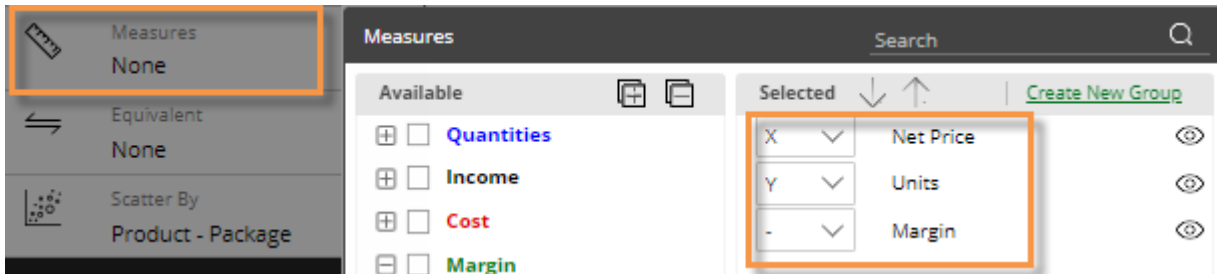 Measures
None
Equivalent
None
Scatter By
Product - Package
Measures
Search
Available
Quantities
Income
Cost
Margin
Selected
Create New Group
X Net Price
Y Units
- Margin